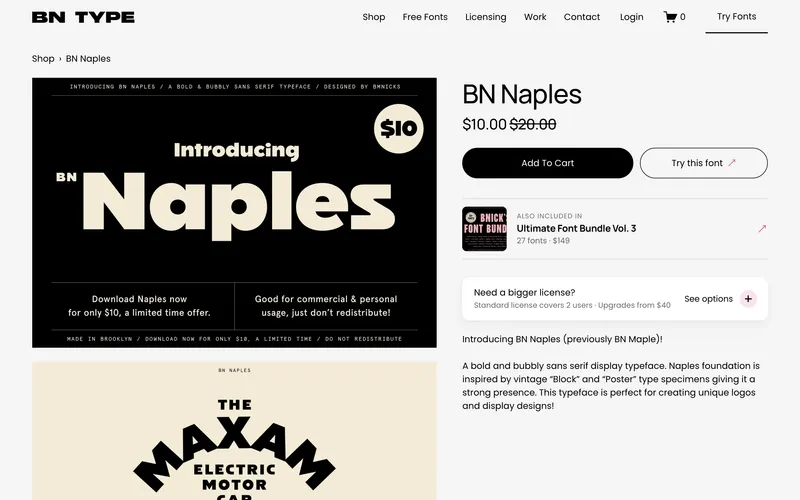 BN TYPE
Shop
Free Fonts
Licensing
Work
Contact
Login
0
Try Fonts
Shop › BN Naples
INTRODUCING BN NAPLES / A BOLD & BUBBLY SANS SERIF TYPEFACE / DESIGNED BY BMNICKS
$10
Introducing
BN
Naples
Download Naples now
for only $10, a limited time offer.
Good for commercial & personal
usage, just don't redistribute!
MADE IN BROOKLYN / DOWNLOAD NOW FOR ONLY $10, A LIMITED TIME / DO NOT REDISTRIBUTE
BN NAPLES
THE
MAXAM
ELECTRIC
MOTOR
CAR
BN Naples
$10.00 $20.00
Add To Cart
Try this font ↗
BNICK'S
FONT BUND
ALSO INCLUDED IN
Ultimate Font Bundle Vol. 3
27 fonts · $149
↗
Need a bigger license?
Standard license covers 2 users · Upgrades from $40
See options
+
Introducing BN Naples (previously BN Maple)!
A bold and bubbly sans serif display typeface. Naples foundation is
inspired by vintage “Block” and “Poster” type specimens giving it a
strong presence. This typeface is perfect for creating unique logos
and display designs!